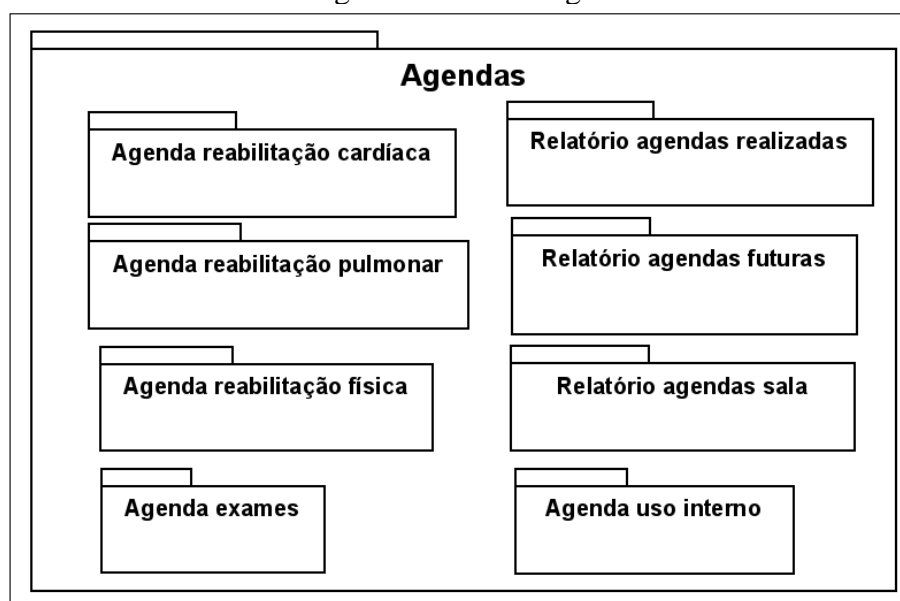 Agendas
Agenda reabilitação cardíaca
Relatório agendas realizadas
Agenda reabilitação pulmonar
Relatório agendas futuras
Agenda reabilitação física
Relatório agendas sala
Agenda exames
Agenda uso interno